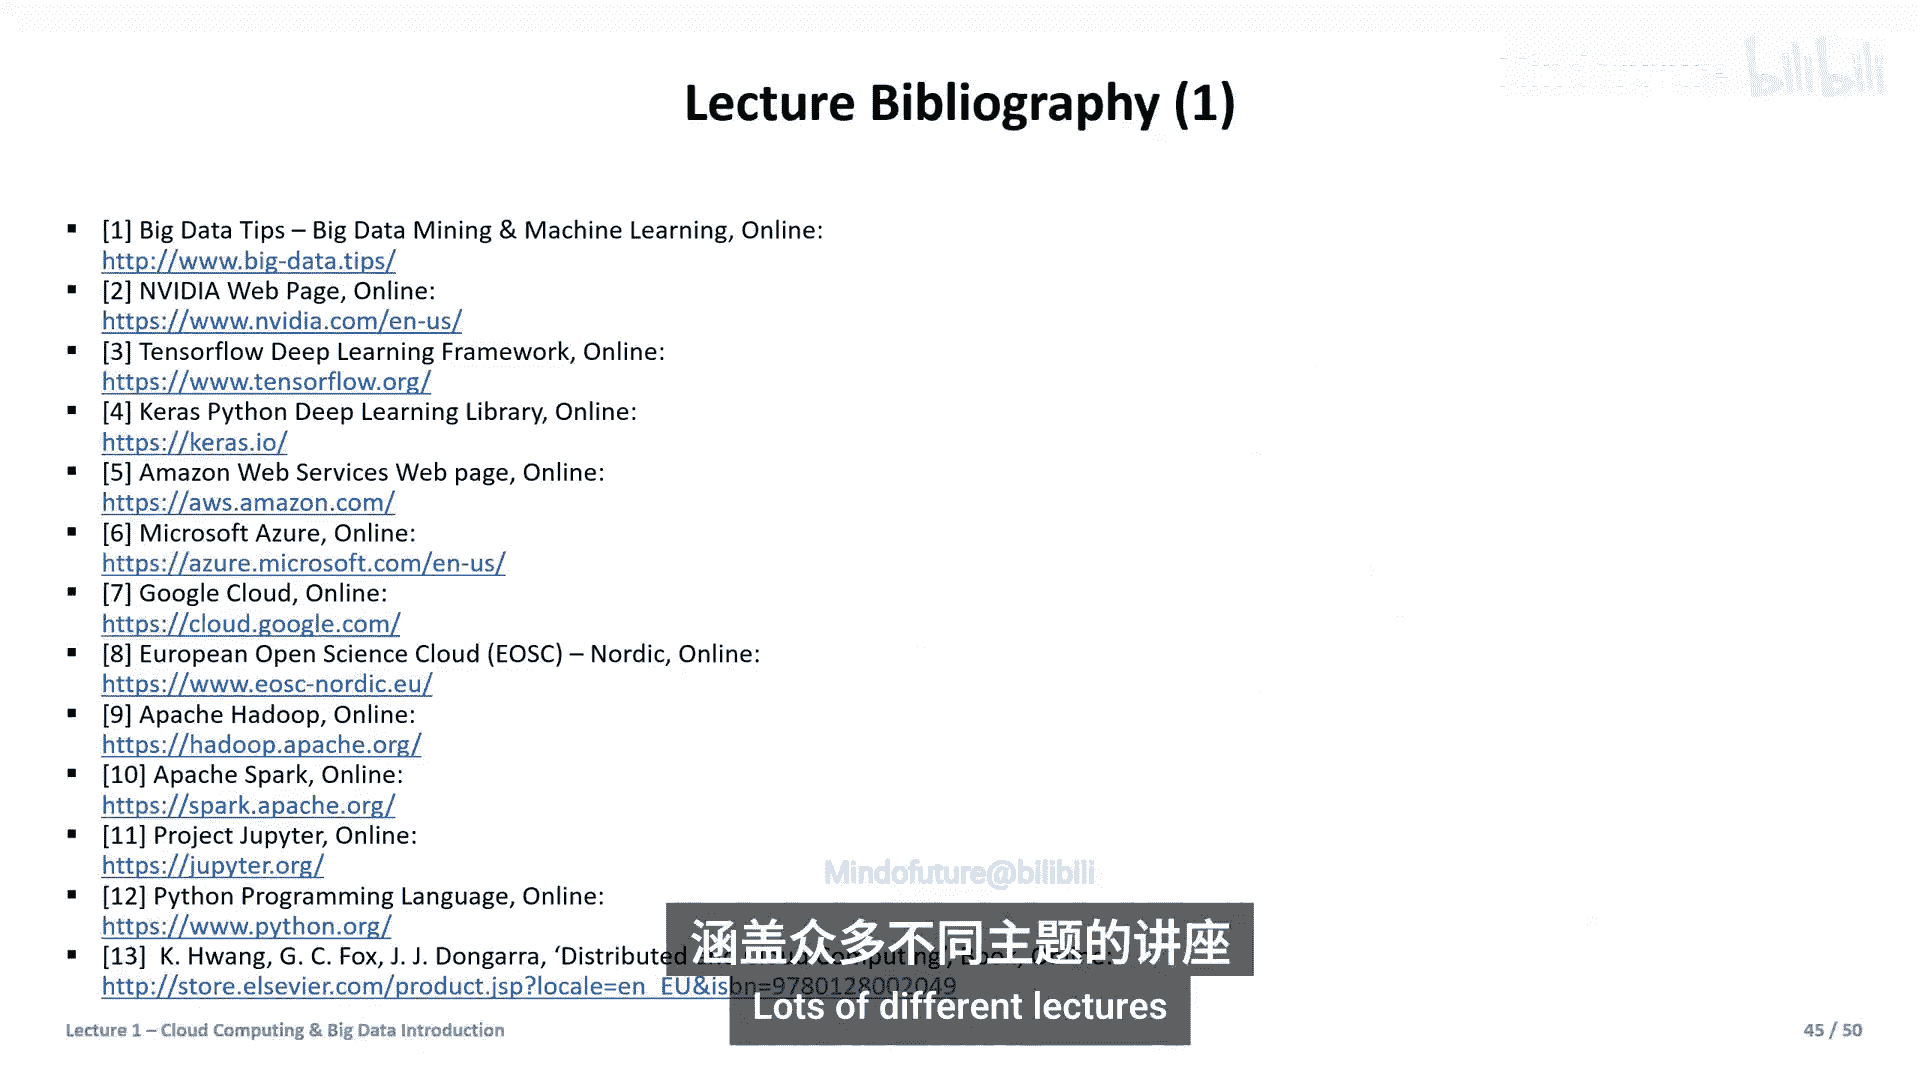 bilibili
Lecture Bibliography (1)
▪ [1] Big Data Tips – Big Data Mining & Machine Learning, Online:
http://www.big-data.tips/
▪ [2] NVIDIA Web Page, Online:
https://www.nvidia.com/en-us/
▪ [3] Tensorflow Deep Learning Framework, Online:
https://www.tensorflow.org/
▪ [4] Keras Python Deep Learning Library, Online:
https://keras.io/
▪ [5] Amazon Web Services Web page, Online:
https://aws.amazon.com/
▪ [6] Microsoft Azure, Online:
https://azure.microsoft.com/en-us/
▪ [7] Google Cloud, Online:
https://cloud.google.com/
▪ [8] European Open Science Cloud (EOSC) – Nordic, Online:
https://www.eosc-nordic.eu/
▪ [9] Apache Hadoop, Online:
https://hadoop.apache.org/
▪ [10] Apache Spark, Online:
https://spark.apache.org/
▪ [11] Project Jupyter, Online:
https://jupyter.org/
▪ [12] Python Programming Language, Online:
https://www.python.org/
▪ [13] K. Hwang, G. C. Fox, J. J. Dongarra, ‘Distributed
http://store.elsevier.com/product.jsp?locale=en_EU&isbn=9780128002049
Mindofuture@bilibili
涵盖众多不同主题的讲座
Lots of different lectures
Lecture 1 – Cloud Computing & Big Data Introduction
45 / 50